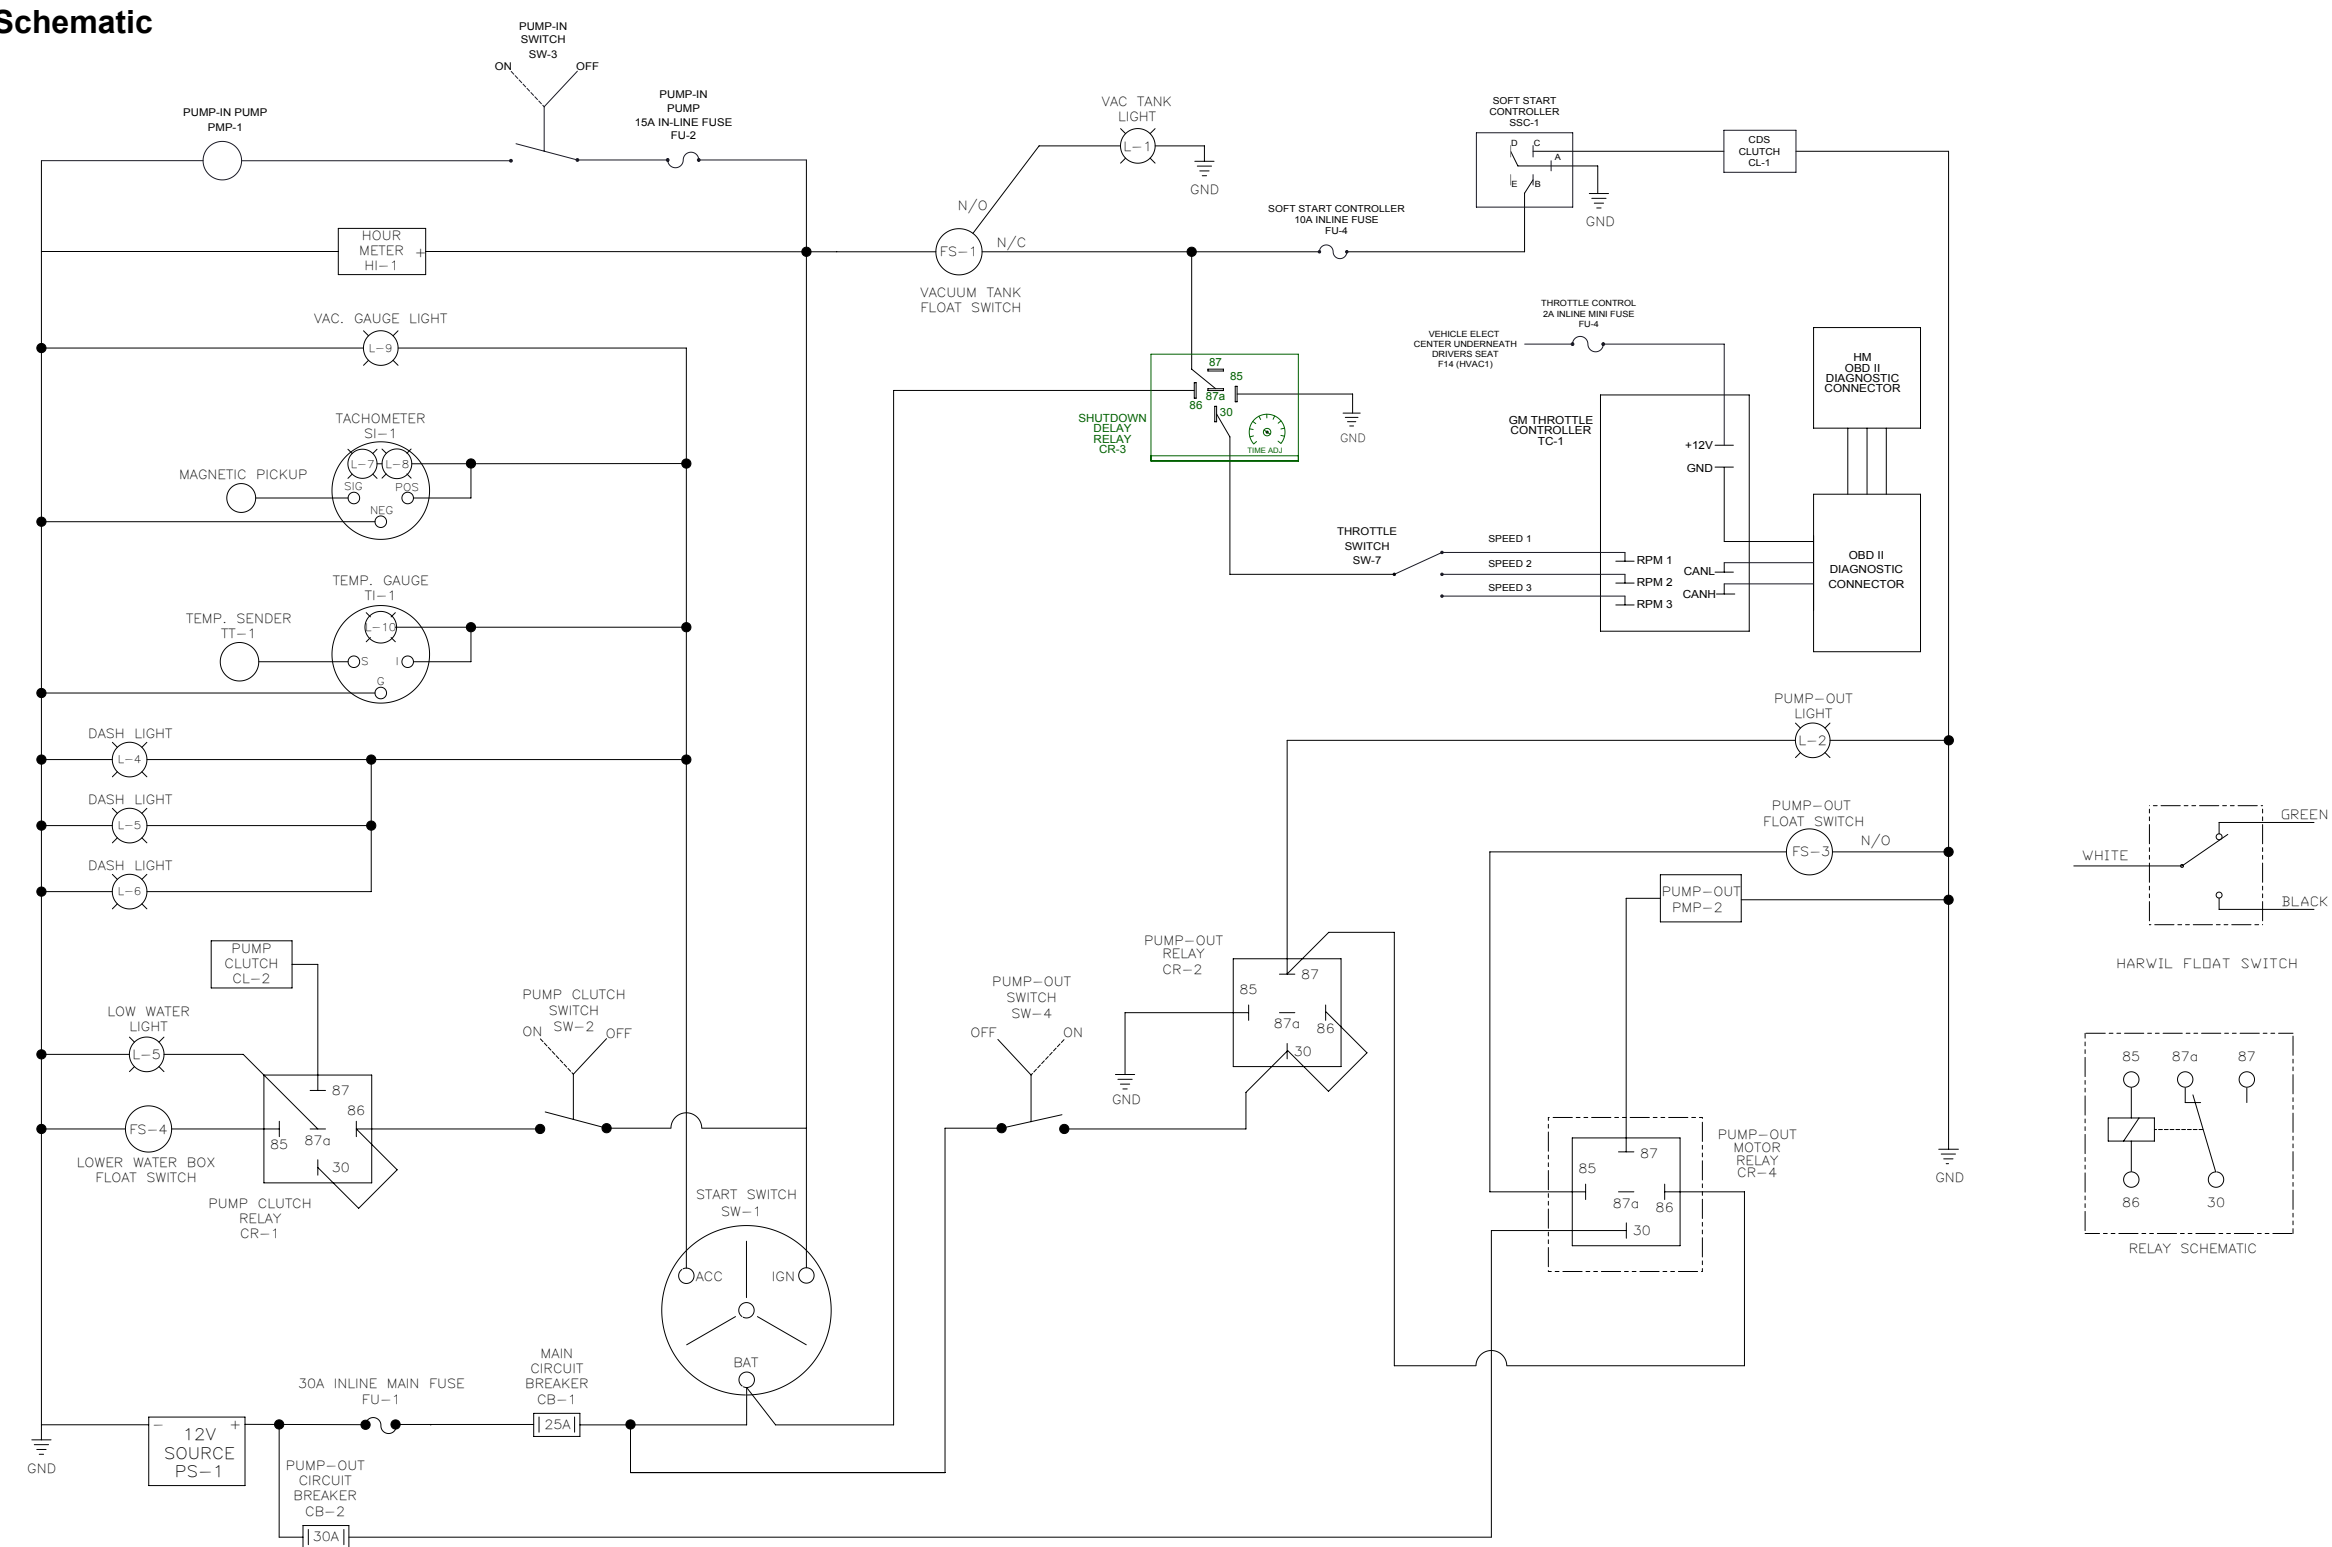 Schematic
PUMP-IN
SWITCH
SW-3
ON
OFF
PUMP-IN PUMP
PMP-1
PUMP-IN
PUMP
15A IN-LINE FUSE
FU-2
VAC TANK
LIGHT
L-1
GND
SOFT START
CONTROLLER
SSC-1
D
C
A
E
B
GND
CDS
CLUTCH
CL-1
HOUR
METER +
HI-1
N/O
FS-1
N/C
VACUUM TANK
FLOAT SWITCH
SOFT START CONTROLLER
10A INLINE FUSE
FU-4
VAC. GAUGE LIGHT
L-9
THROTTLE CONTROL
2A INLINE MINI FUSE
FU-4
VEHICLE ELECT
CENTER UNDERNEATH
DRIVERS SEAT
F14 (HVAC1)
HM
OBD II
DIAGNOSTIC
CONNECTOR
87
85
86
87a
30
TIME ADJ
SHUTDOWN
DELAY
RELAY
CR-3
GND
TACHOMETER
SI-1
L-7
L-8
SIG
POS
NEG
MAGNETIC PICKUP
GM THROTTLE
CONTROLLER
TC-1
+12V
GND
RPM 1
RPM 2
RPM 3
CANL
CANH
OBD II
DIAGNOSTIC
CONNECTOR
THROTTLE
SWITCH
SW-7
SPEED 1
SPEED 2
SPEED 3
TEMP. GAUGE
TI-1
L-10
S
I
G
TEMP. SENDER
TT-1
DASH LIGHT
L-4
DASH LIGHT
L-5
DASH LIGHT
L-6
PUMP-OUT
LIGHT
L-2
PUMP-OUT
FLOAT SWITCH
FS-3
N/O
PUMP-OUT
PMP-2
WHITE
GREEN
BLACK
HARWIL FLOAT SWITCH
PUMP
CLUTCH
CL-2
LOW WATER
LIGHT
L-5
FS-4
LOWER WATER BOX
FLOAT SWITCH
87
86
85
87a
30
PUMP CLUTCH
RELAY
CR-1
PUMP CLUTCH
SWITCH
SW-2
ON
OFF
PUMP-OUT
SWITCH
SW-4
OFF
ON
PUMP-OUT
RELAY
CR-2
87
85
87a
86
30
GND
PUMP-OUT
MOTOR
RELAY
CR-4
87
85
87a
86
30
GND
85
87a
87
86
30
RELAY SCHEMATIC
START SWITCH
SW-1
ACC
IGN
BAT
30A INLINE MAIN FUSE
FU-1
MAIN
CIRCUIT
BREAKER
CB-1
25A
- +
12V
SOURCE
PS-1
GND
PUMP-OUT
CIRCUIT
BREAKER
CB-2
30A